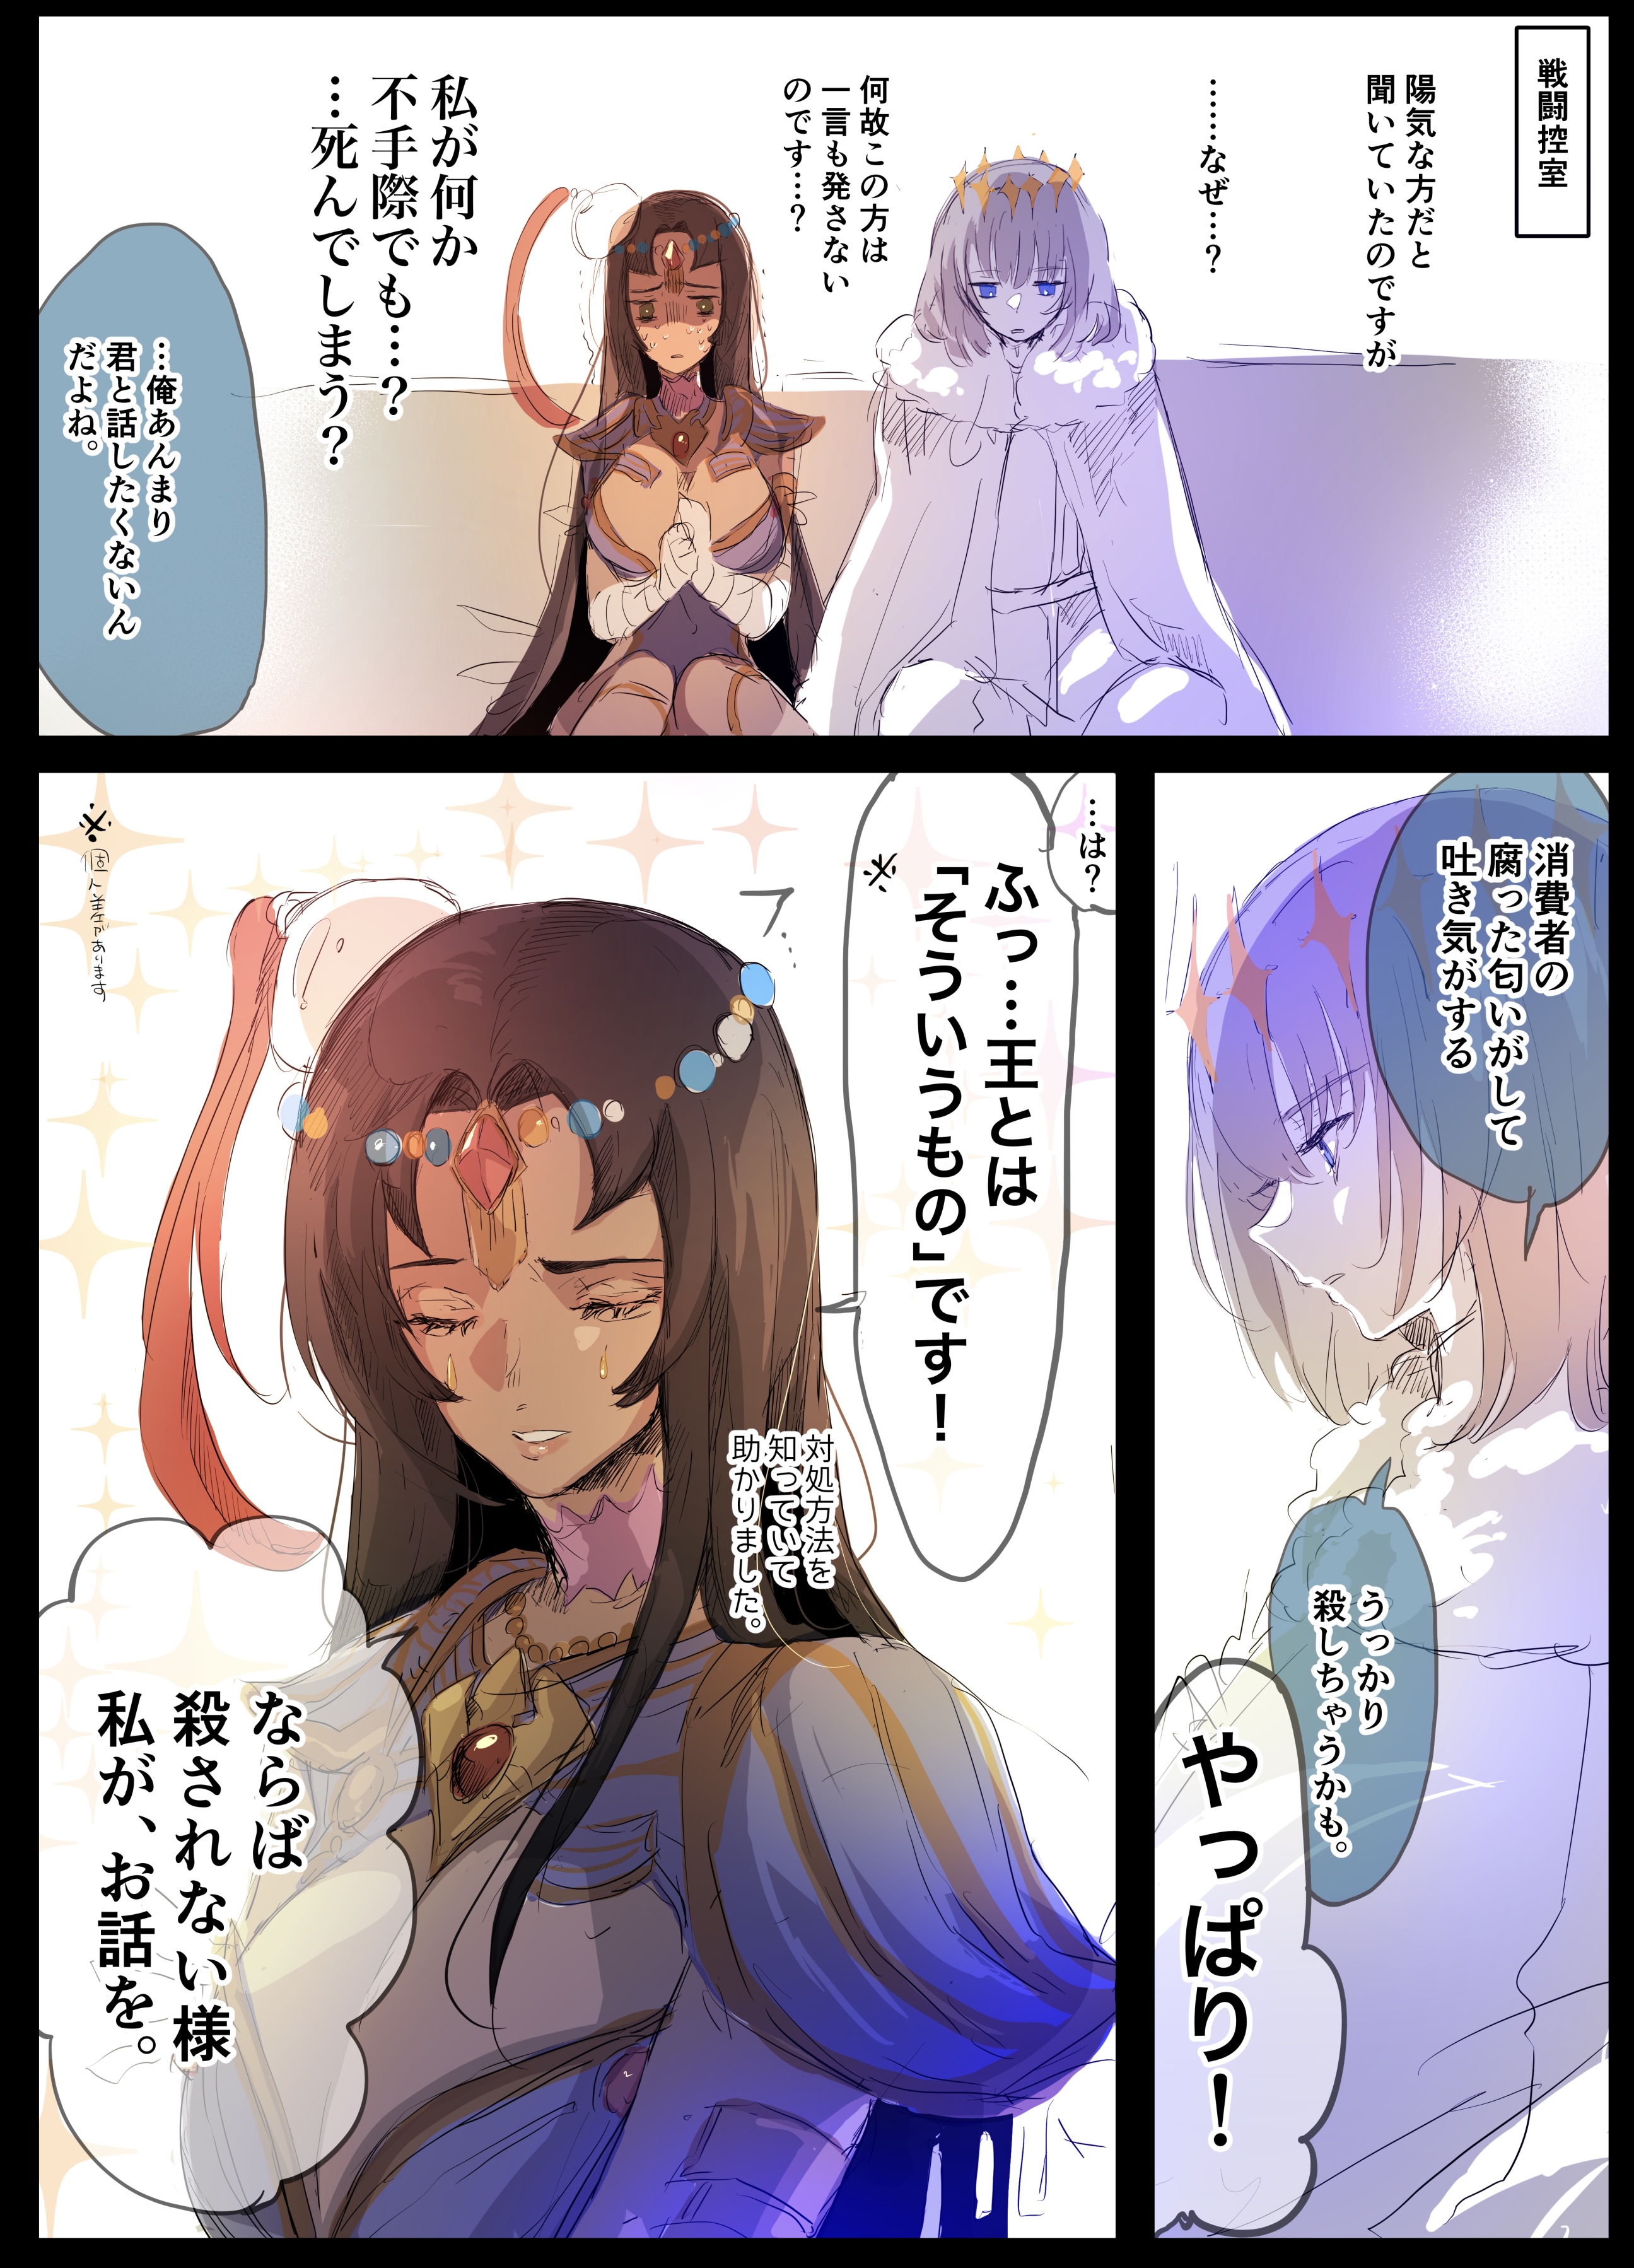 戦闘控室
陽気な方だと
聞いていたのですが
……なぜ…？
何故この方は
一言も発さない
のです…？
私が何か
不手際でも…？
…死んでしまう？
…俺あんまり
君と話したくないん
だよね。
消費者の
腐った匂いがして
吐き気がする
うっかり
殺しちゃうかも。
やっぱり！
…は？
ふっ…王とは
「そういうもの」です！
※
フ…
対処方法を
知っていて
助かりました。
ならば
殺されない様
私が、お話を。
※個人差があります